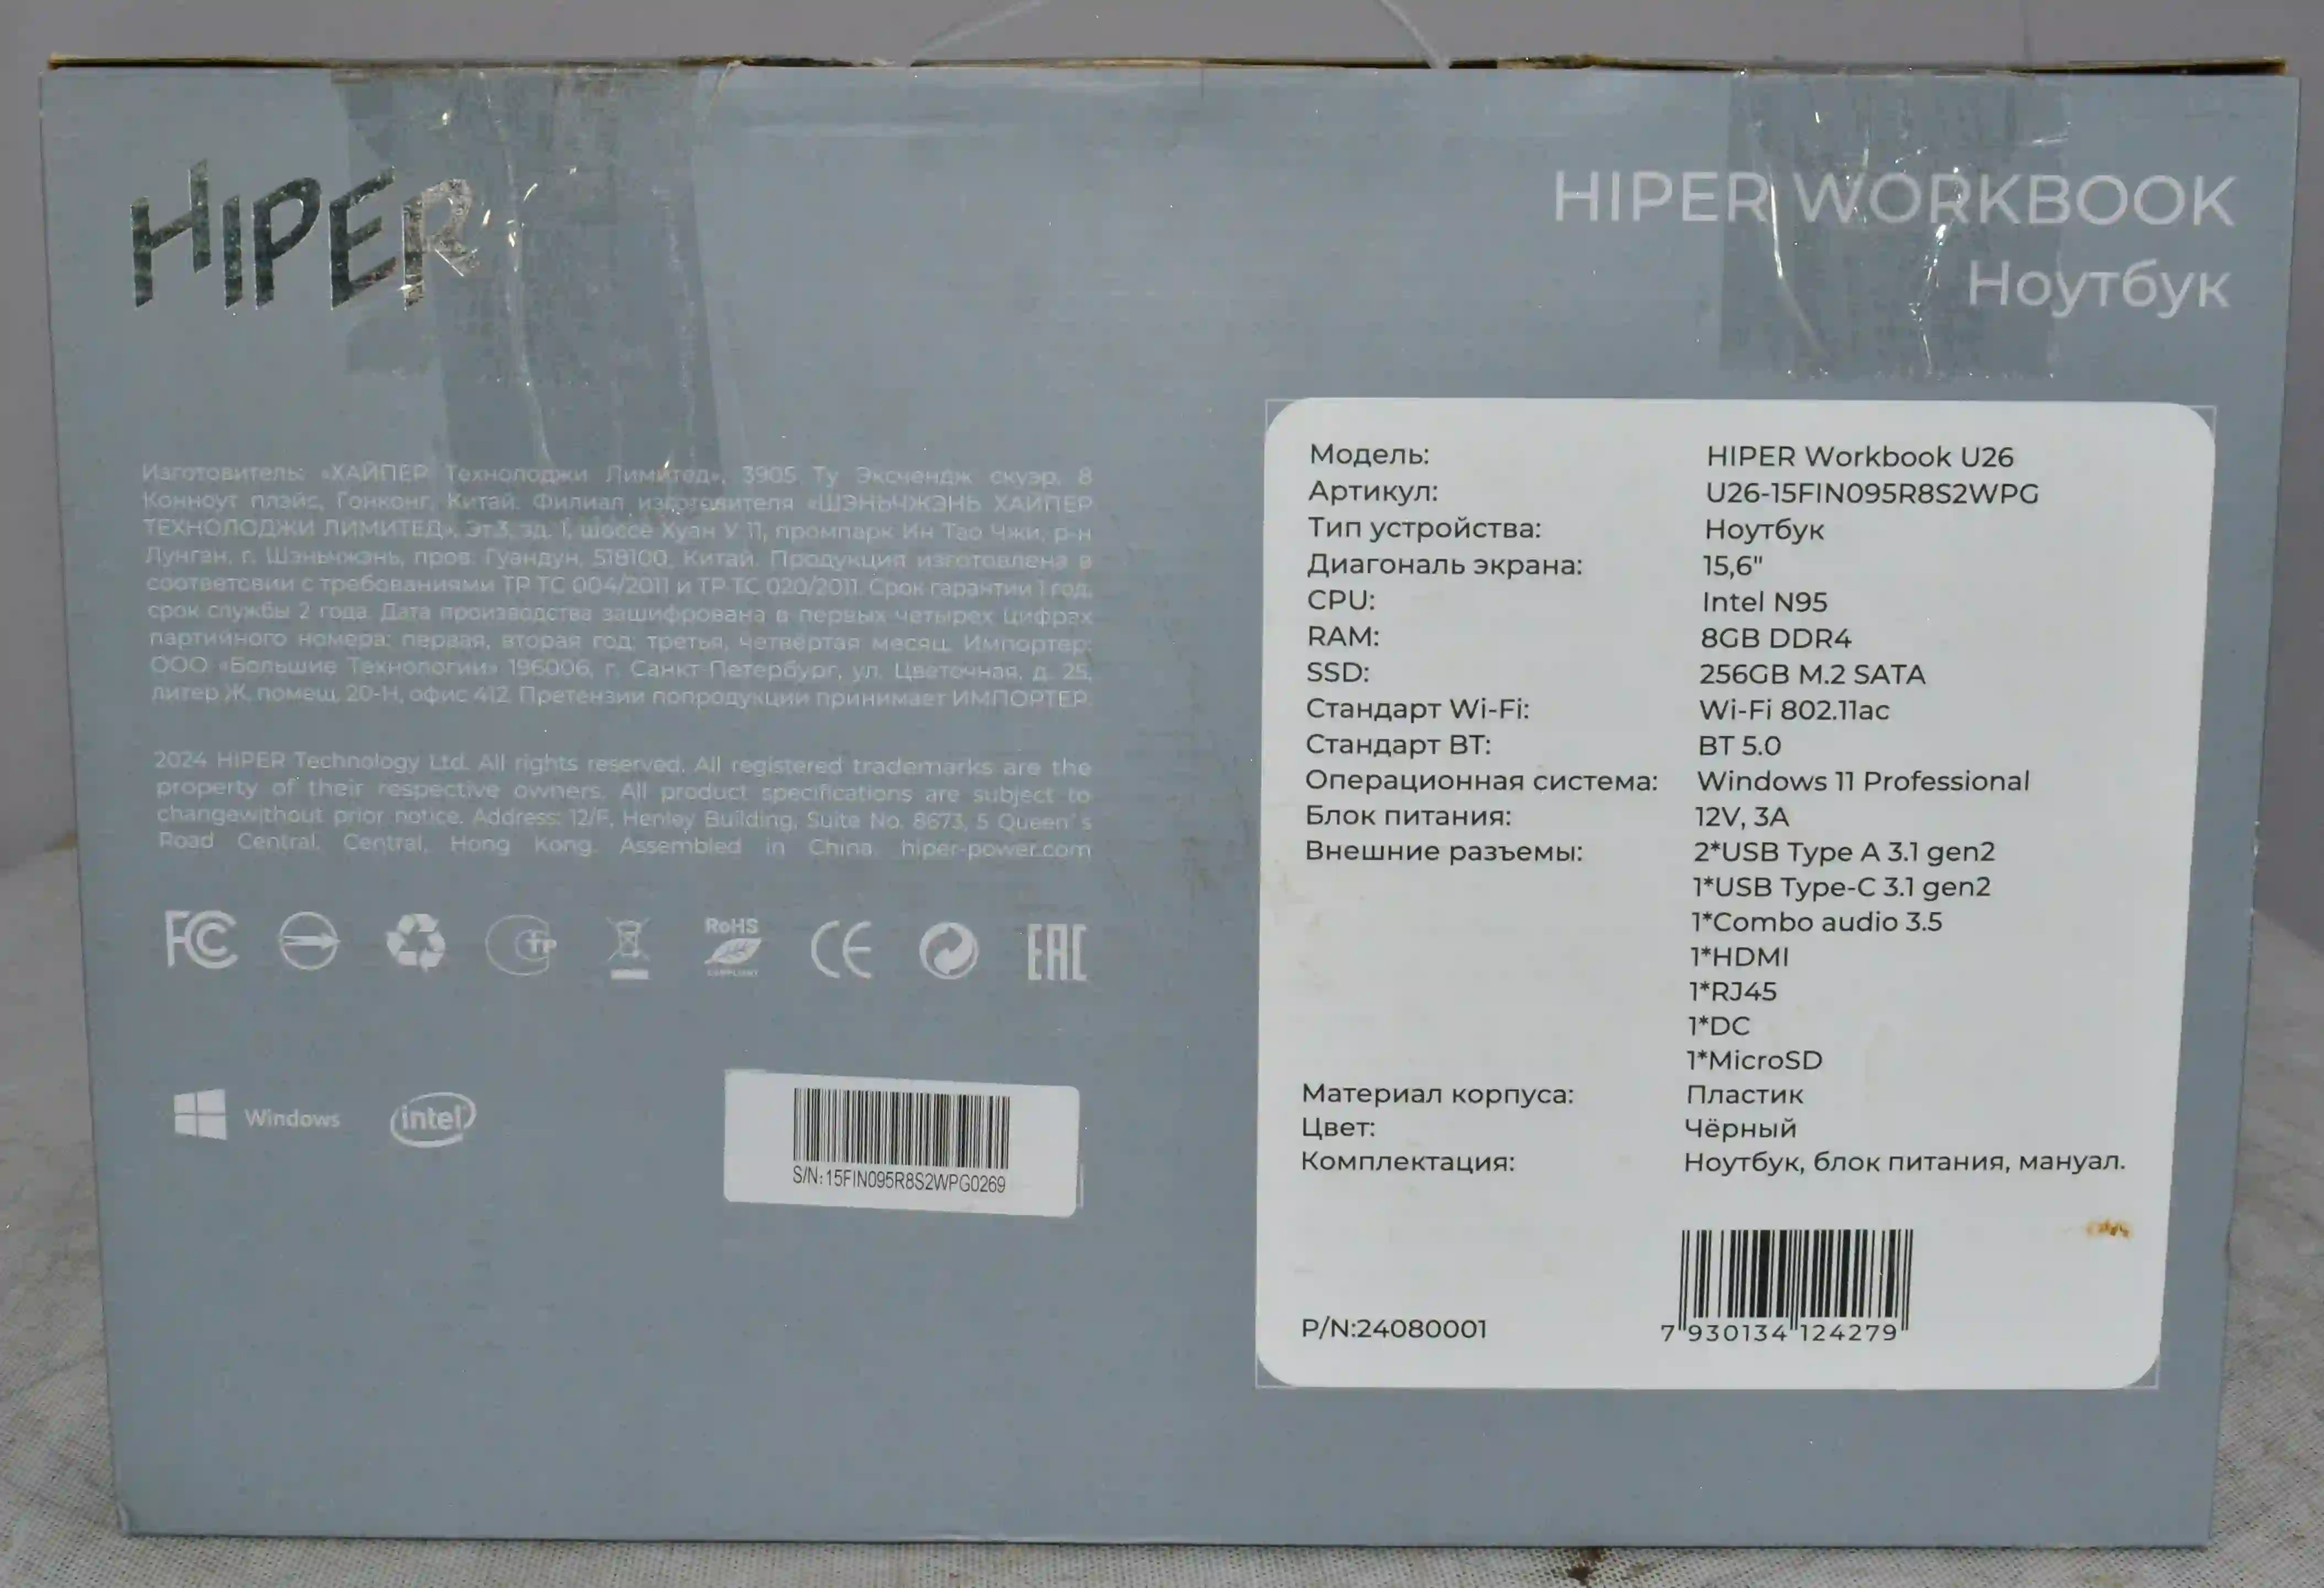 HIPER
HIPER WORKBOOK
Ноутбук
Изготовитель: «ХАЙПЕР Технолоджи Лимитед», 3905 Ту Эксчендж скуэр, 8
Конноут плэйс, Гонконг, Китай. Филиал изготовителя «ШЭНЬЧЖЭНЬ ХАЙПЕР
ТЕХНОЛОДЖИ ЛИМИТЕД», Эт.3, зд. 1, шоссе Хуан У 11, промпарк Ин Тао Чжи, р-н
Лунган, г. Шэньчжэнь, пров. Гуандун, 518100, Китай. Продукция изготовлена в
соответсвии с требованиями ТР ТС 004/2011 и ТР ТС 020/2011. Срок гарантии 1 год,
срок службы 2 года. Дата производства зашифрована в первых четырех цифрах
партийного номера: первая, вторая год; третья, четвёртая месяц. Импортер:
ООО «Большие Технологии» 196006, г. Санкт-Петербург, ул. Цветочная, д. 25,
литер Ж, помещ. 20-Н, офис 412. Претензии попродукции принимает ИМПОРТЕР.
2024 HIPER Technology Ltd. All rights reserved. All registered trademarks are the
property of their respective owners. All product specifications are subject to
changewithout prior notice. Address: 12/F, Henley Building, Suite No. 8673, 5 Queen's
Road Central, Central, Hong Kong. Assembled in China. hiper-power.com
FC
тр
RoHS
COMPLIANT
CE
EAC
Windows
intel
S/N: 15FIN095R8S2WPG0269
Модель: HIPER Workbook U26
Артикул: U26-15FIN095R8S2WPG
Тип устройства: Ноутбук
Диагональ экрана: 15,6"
CPU: Intel N95
RAM: 8GB DDR4
SSD: 256GB M.2 SATA
Стандарт Wi-Fi: Wi-Fi 802.11ac
Стандарт BT: BT 5.0
Операционная система: Windows 11 Professional
Блок питания: 12V, 3A
Внешние разъемы: 2*USB Type A 3.1 gen2
1*USB Type-C 3.1 gen2
1*Combo audio 3.5
1*HDMI
1*RJ45
1*DC
1*MicroSD
Материал корпуса: Пластик
Цвет: Чёрный
Комплектация: Ноутбук, блок питания, мануал.
P/N:24080001
7 930134 124279